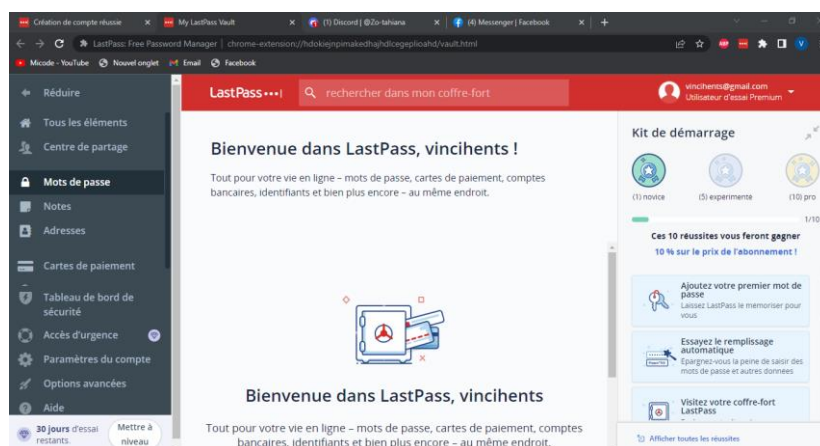 Création de compte réussie
My LastPass Vault
(1) Discord | @Zo-tahiana
(4) Messenger | Facebook
LastPass: Free Password Manager | chrome-extension://hdokiejnpimakedhajhdlcegeplioahd/vault.html
Micode - YouTube
Nouvel onglet
Email
Facebook
Réduire
Tous les éléments
Centre de partage
Mots de passe
Notes
Adresses
Cartes de paiement
Tableau de bord de
sécurité
Accès d'urgence
Paramètres du compte
Options avancées
Aide
30 jours d'essai
restants.
Mettre à
niveau
LastPass
rechercher dans mon coffre-fort
vincihents@gmail.com
Utilisateur d'essai Premium
Bienvenue dans LastPass, vincihents !
Tout pour votre vie en ligne – mots de passe, cartes de paiement, comptes
bancaires, identifiants et bien plus encore – au même endroit.
Bienvenue dans LastPass, vincihents
Tout pour votre vie en ligne – mots de passe, cartes de paiement, comptes
bancaires, identifiants et bien plus encore – au même endroit.
Kit de démarrage
(1) novice
(5) experimente
(10) pro
1/10
Ces 10 réussites vous feront gagner
10 % sur le prix de l'abonnement !
Ajoutez votre premier mot de
passe
Laissez LastPass le memoriser pour
vous
Essayez le remplissage
automatique
Epargnez-vous la peine de saisir des
mots de passe et autres donnees
Visitez votre coffre-fort
LastPass
Afficher toutes les réussites